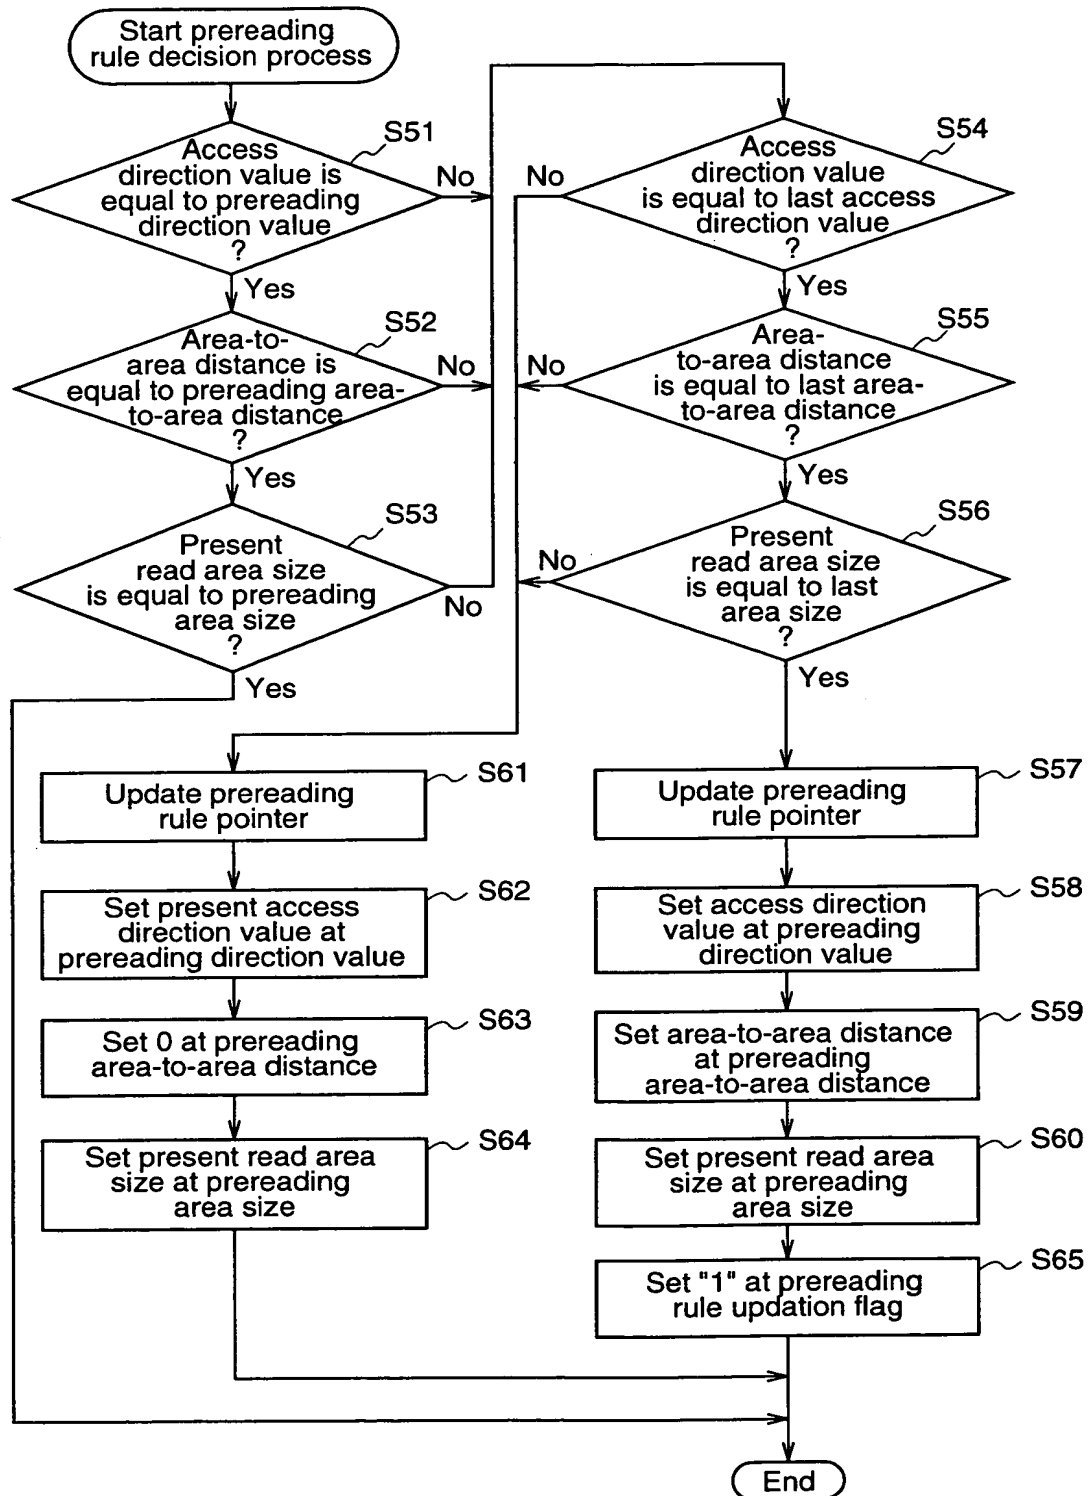 Start prereading
rule decision process
S51
Access
direction value is
equal to prereading
direction value
?
No
Yes
S52
Area-to-
area distance is
equal to prereading area-
to-area distance
?
No
Yes
S53
Present
read area size
is equal to prereading
area size
?
No
Yes
S54
Access
direction value
is equal to last access
direction value
?
No
Yes
S55
Area-
to-area distance
is equal to last area-
to-area distance
?
No
Yes
S56
Present
read area size
is equal to last
area size
?
No
Yes
S61
Update prereading
rule pointer
S62
Set present access
direction value at
prereading direction value
S63
Set 0 at prereading
area-to-area distance
S64
Set present read area
size at prereading
area size
S57
Update prereading
rule pointer
S58
Set access direction
value at prereading
direction value
S59
Set area-to-area distance
at prereading
area-to-area distance
S60
Set present read area
size at prereading
area size
S65
Set "1" at prereading
rule updation flag
End